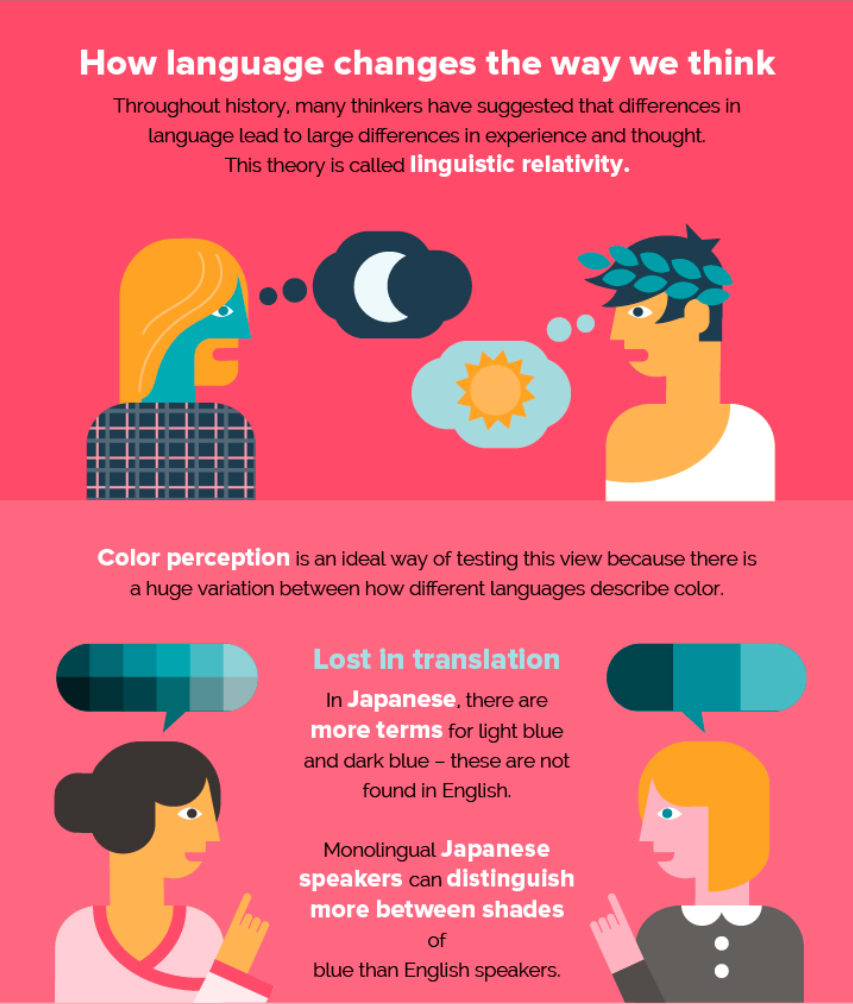 How language changes the way we think
Throughout history, many thinkers have suggested that differences in
language lead to large differences in experience and thought.
This theory is called linguistic relativity.
Color perception is an ideal way of testing this view because there is
a huge variation between how different languages describe color.
Lost in translation
In Japanese, there are
more terms for light blue
and dark blue – these are not
found in English.
Monolingual Japanese
speakers can distinguish
more between shades
of
blue than English speakers.